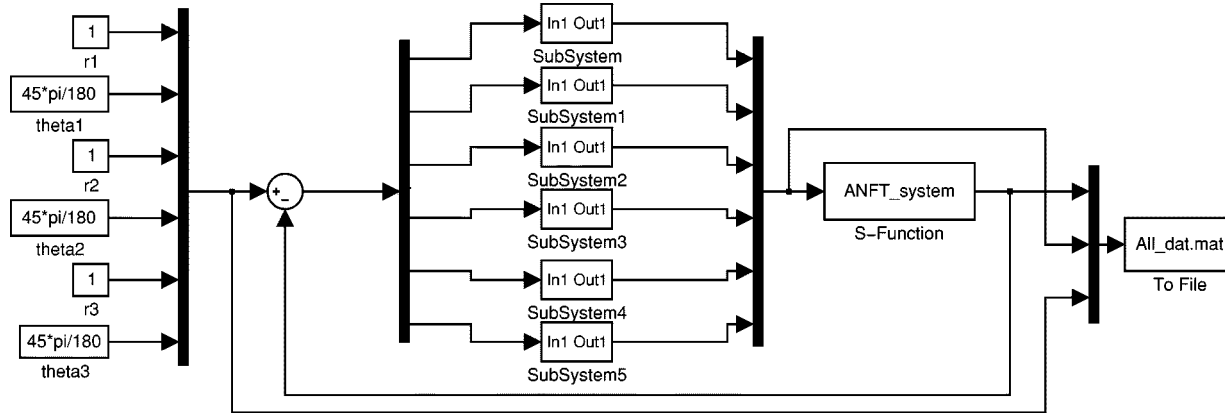 1
r1
45*pi/180
theta1
1
r2
45*pi/180
theta2
1
r3
45*pi/180
theta3
+
−
In1 Out1
SubSystem
In1 Out1
SubSystem1
In1 Out1
SubSystem2
In1 Out1
SubSystem3
In1 Out1
SubSystem4
In1 Out1
SubSystem5
ANFT_system
S−Function
All_dat.mat
To File